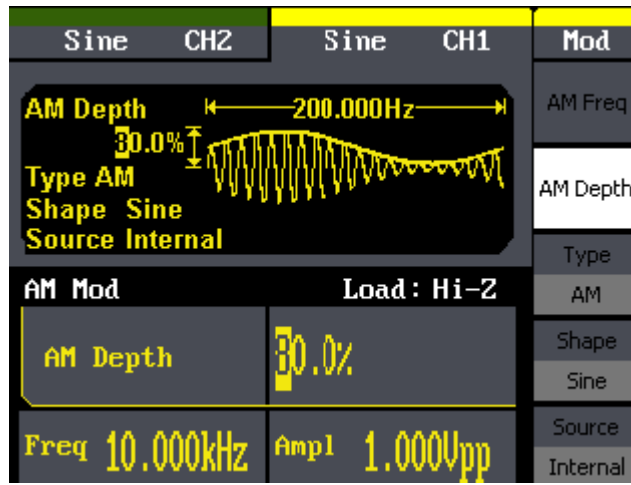 Sine CH2
Sine CH1
Mod
AM Depth
200.000Hz
80.0%
Type AM
Shape Sine
Source Internal
AM Mod
Load: Hi-Z
AM Depth
80.0%
Freq 10.000kHz
Ampl 1.000Vpp
AM Freq
AM Depth
Type
AM
Shape
Sine
Source
Internal